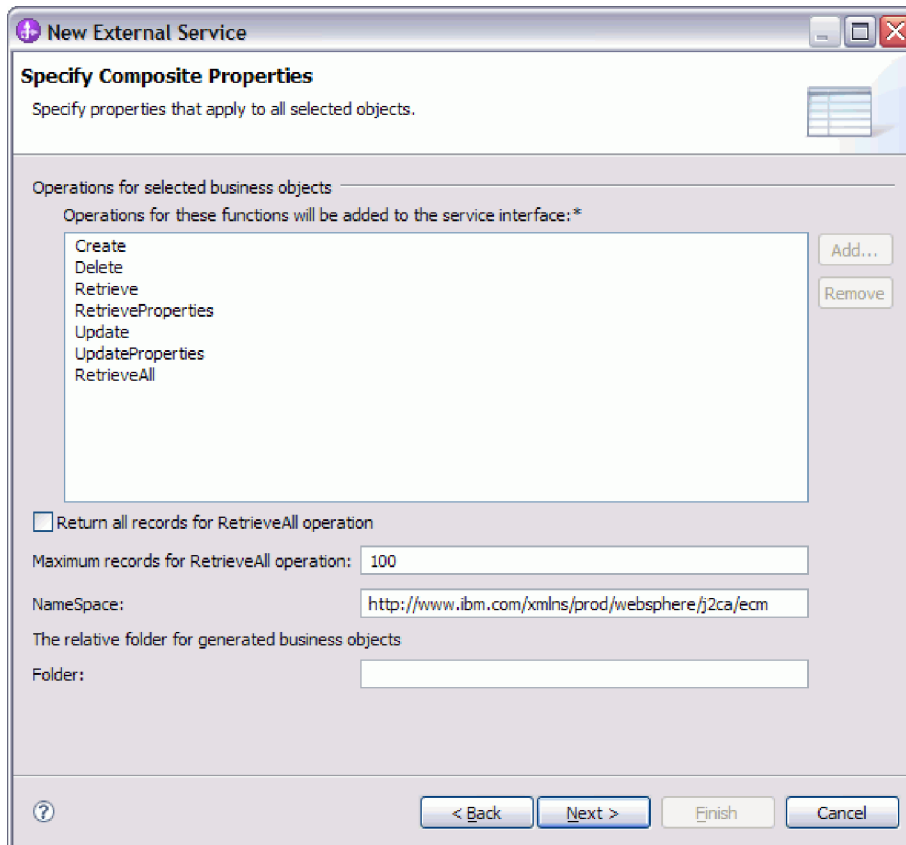 New External Service
Specify Composite Properties
Specify properties that apply to all selected objects.
Operations for selected business objects
Operations for these functions will be added to the service interface:*
Create
Delete
Retrieve
RetrieveProperties
Update
UpdateProperties
RetrieveAll
Add...
Remove
Return all records for RetrieveAll operation
Maximum records for RetrieveAll operation: 100
NameSpace: http://www.ibm.com/xmlns/prod/websphere/j2ca/ecm
The relative folder for generated business objects
Folder:
? < Back Next > Finish Cancel